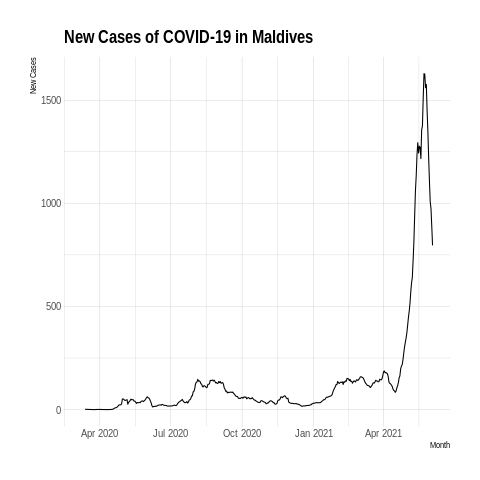 New Cases of COVID-19 in Maldives
New Cases
1500
1000
500
0
Apr 2020
Jul 2020
Oct 2020
Jan 2021
Apr 2021
Month